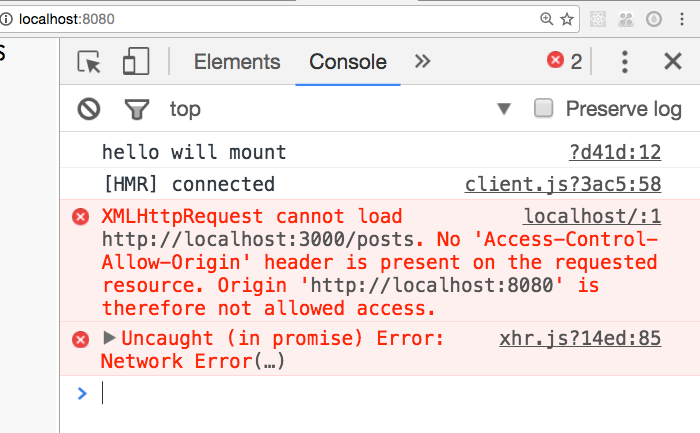 localhost:8080
s
Elements Console 2
top Preserve log
hello will mount ?d41d:12
[HMR] connected client.js?3ac5:58
XMLHttpRequest cannot load localhost/:1
http://localhost:3000/posts. No 'Access-Control-
Allow-Origin' header is present on the requested
resource. Origin 'http://localhost:8080' is
therefore not allowed access.
Uncaught (in promise) Error: xhr.js?14ed:85
Network Error(…)